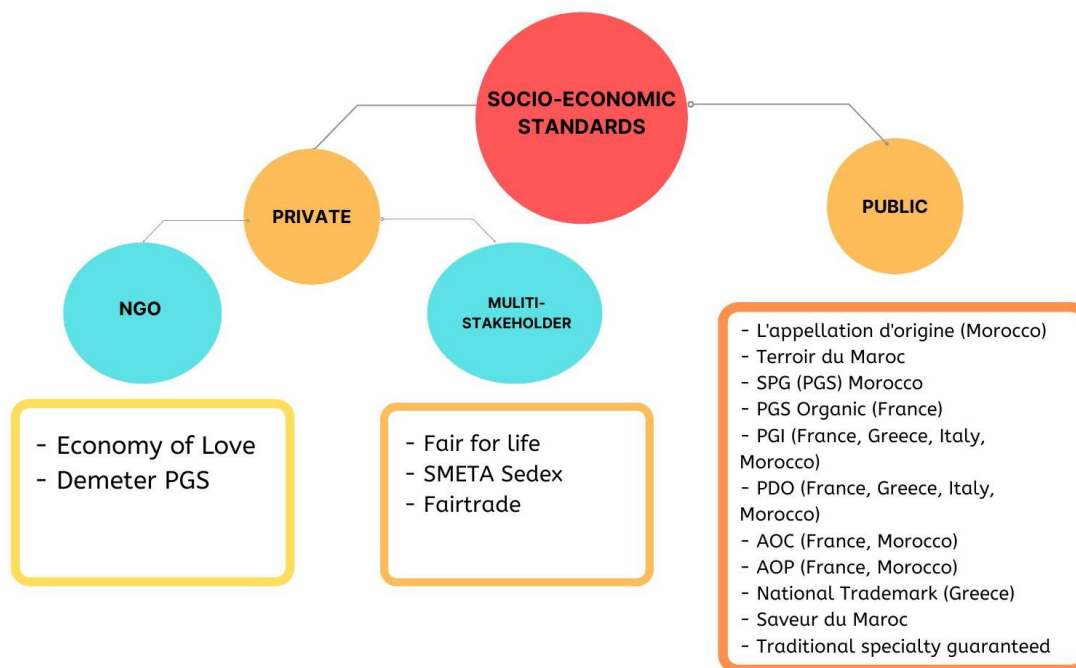 SOCIO-ECONOMIC
STANDARDS
PRIVATE
PUBLIC
NGO
MULITI-
STAKEHOLDER
- Economy of Love
- Demeter PGS
- Fair for life
- SMETA Sedex
- Fairtrade
- L'appellation d'origine (Morocco)
- Terroir du Maroc
- SPG (PGS) Morocco
- PGS Organic (France)
- PGI (France, Greece, Italy,
Morocco)
- PDO (France, Greece, Italy,
Morocco)
- AOC (France, Morocco)
- AOP (France, Morocco)
- National Trademark (Greece)
- Saveur du Maroc
- Traditional specialty guaranteed